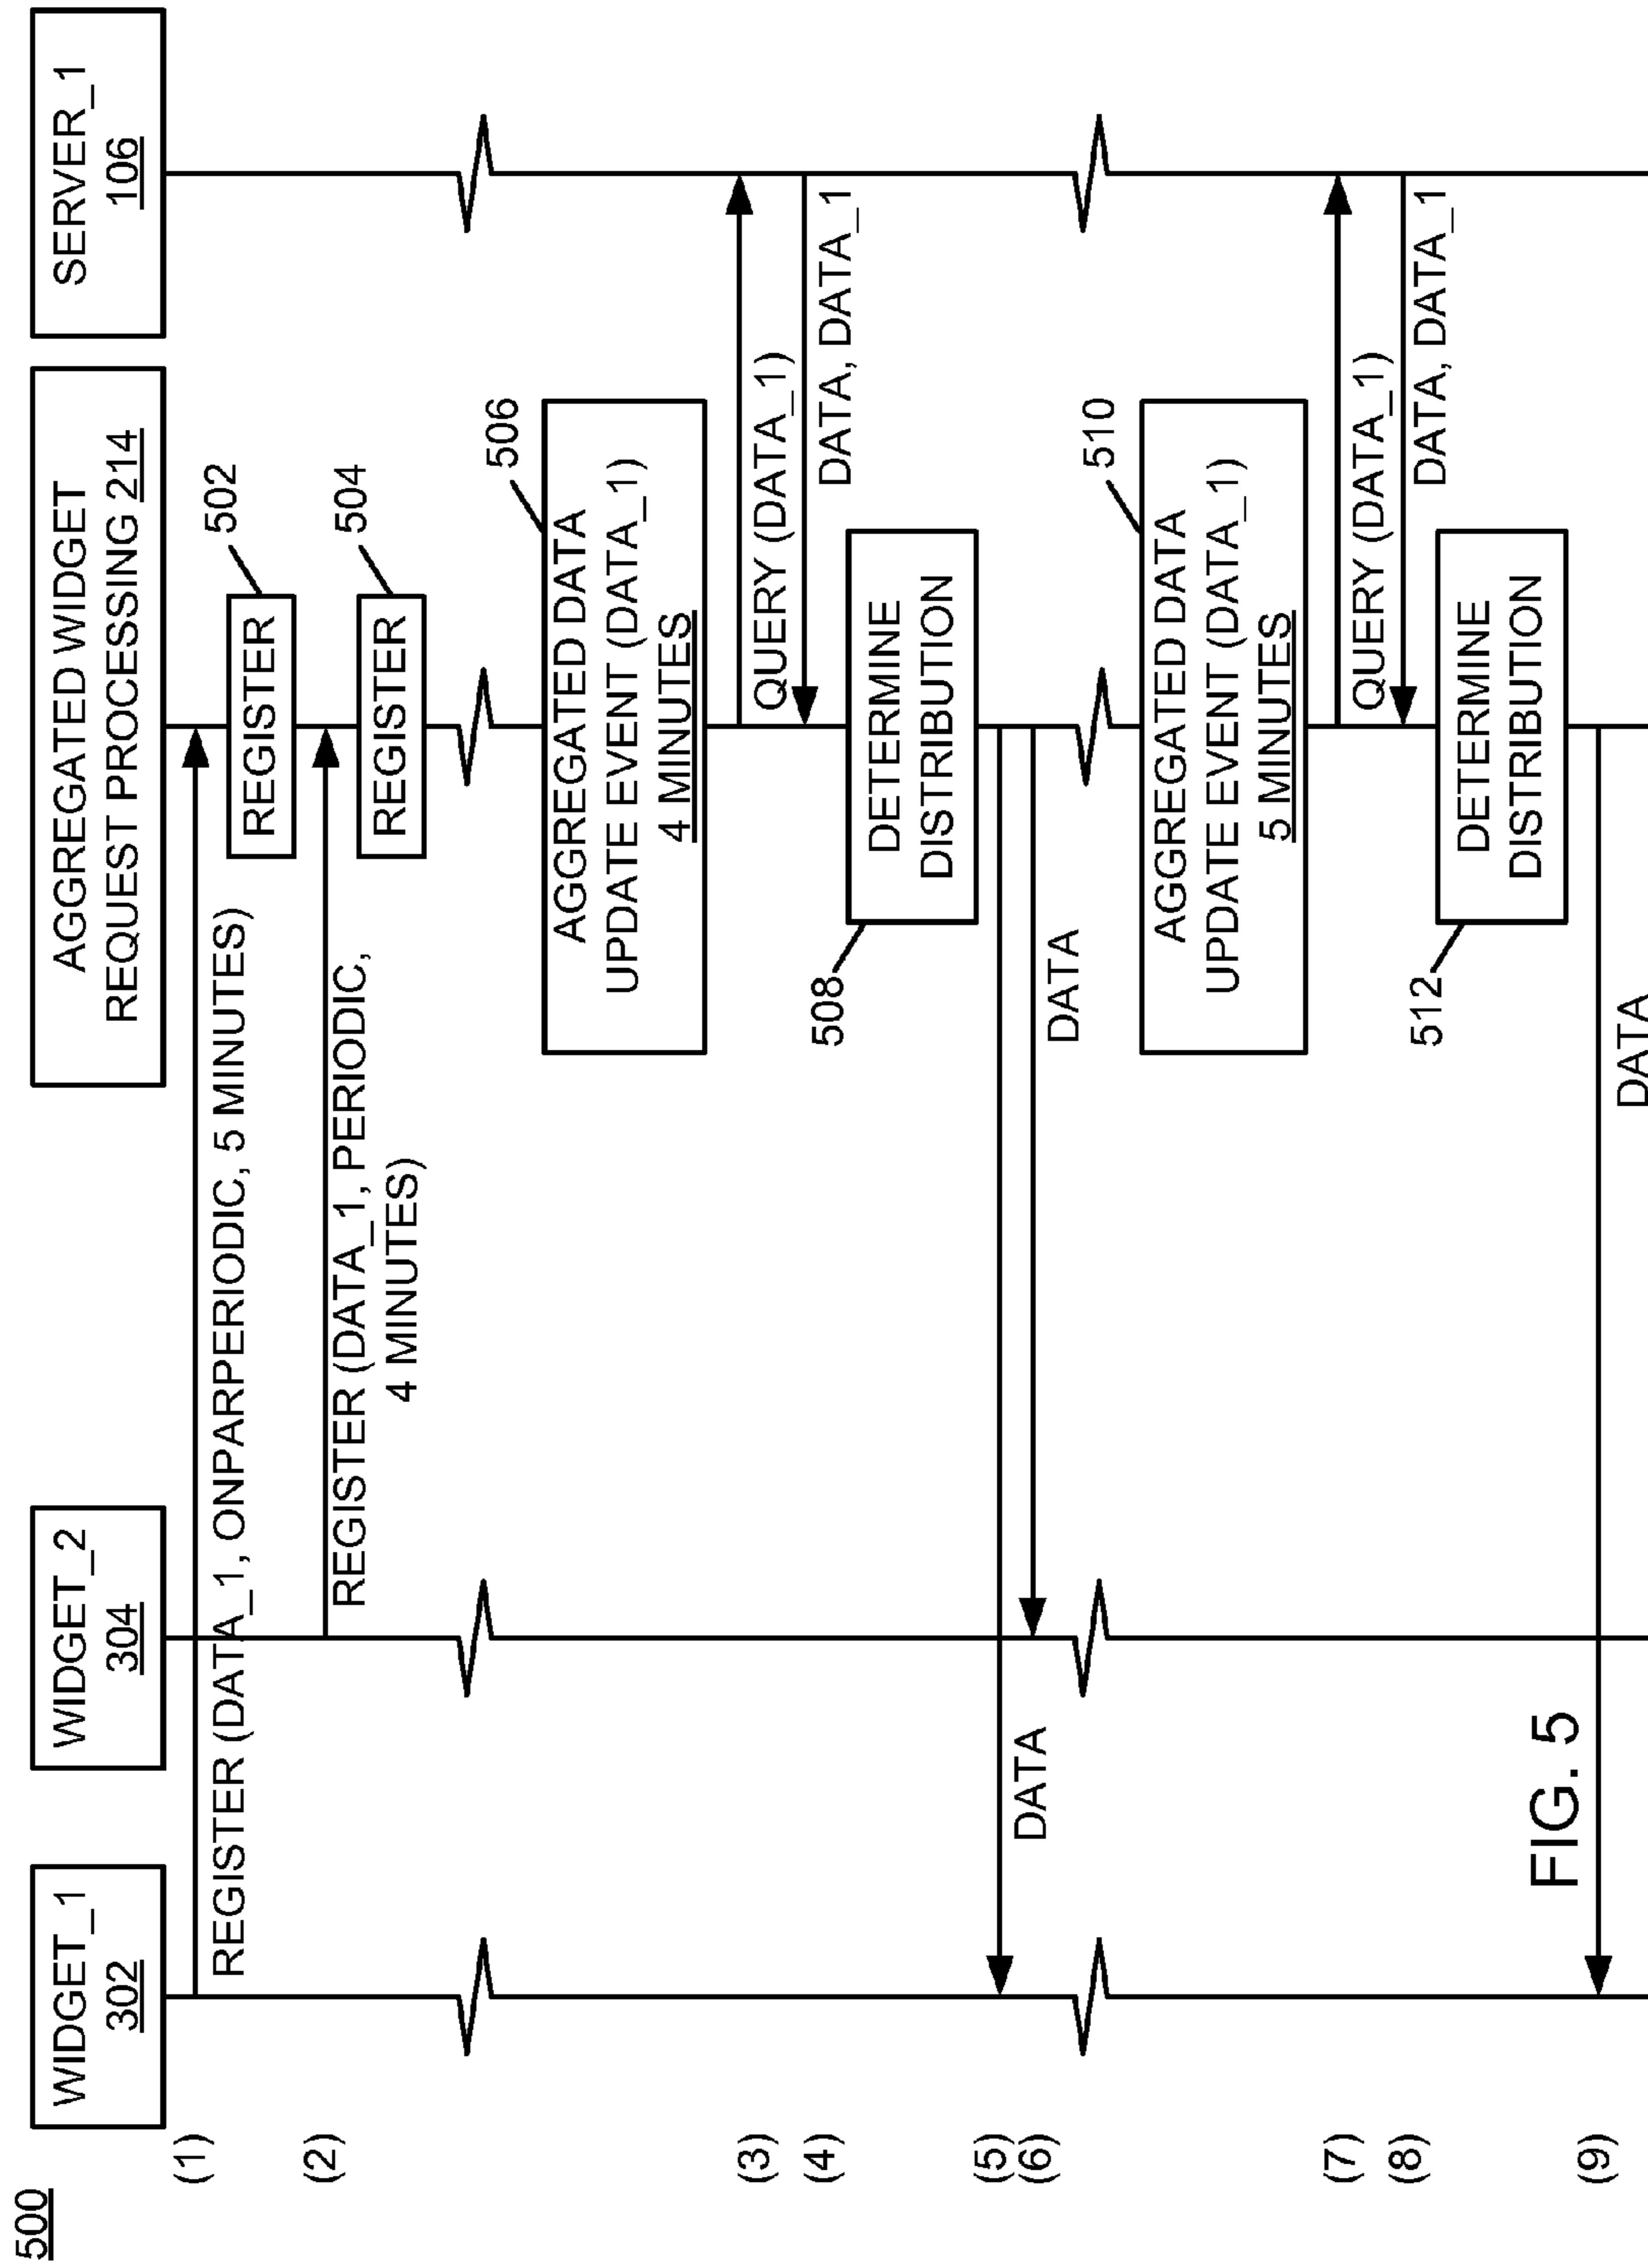 500
WIDGET_1
302
WIDGET_2
304
AGGREGATED WIDGET
REQUEST PROCESSING 214
SERVER_1
106
(1)
REGISTER (DATA_1, ONPARPERIODIC, 5 MINUTES)
REGISTER
502
(2)
REGISTER (DATA_1, PERIODIC,
4 MINUTES)
REGISTER
504
AGGREGATED DATA
UPDATE EVENT (DATA_1)
4 MINUTES
506
(3)
QUERY (DATA_1)
(4)
DATA, DATA_1
DETERMINE
DISTRIBUTION
508
(5)
DATA
(6)
DATA
AGGREGATED DATA
UPDATE EVENT (DATA_1)
5 MINUTES
510
(7)
QUERY (DATA_1)
(8)
DATA, DATA_1
DETERMINE
DISTRIBUTION
512
(9)
DATA
FIG. 5